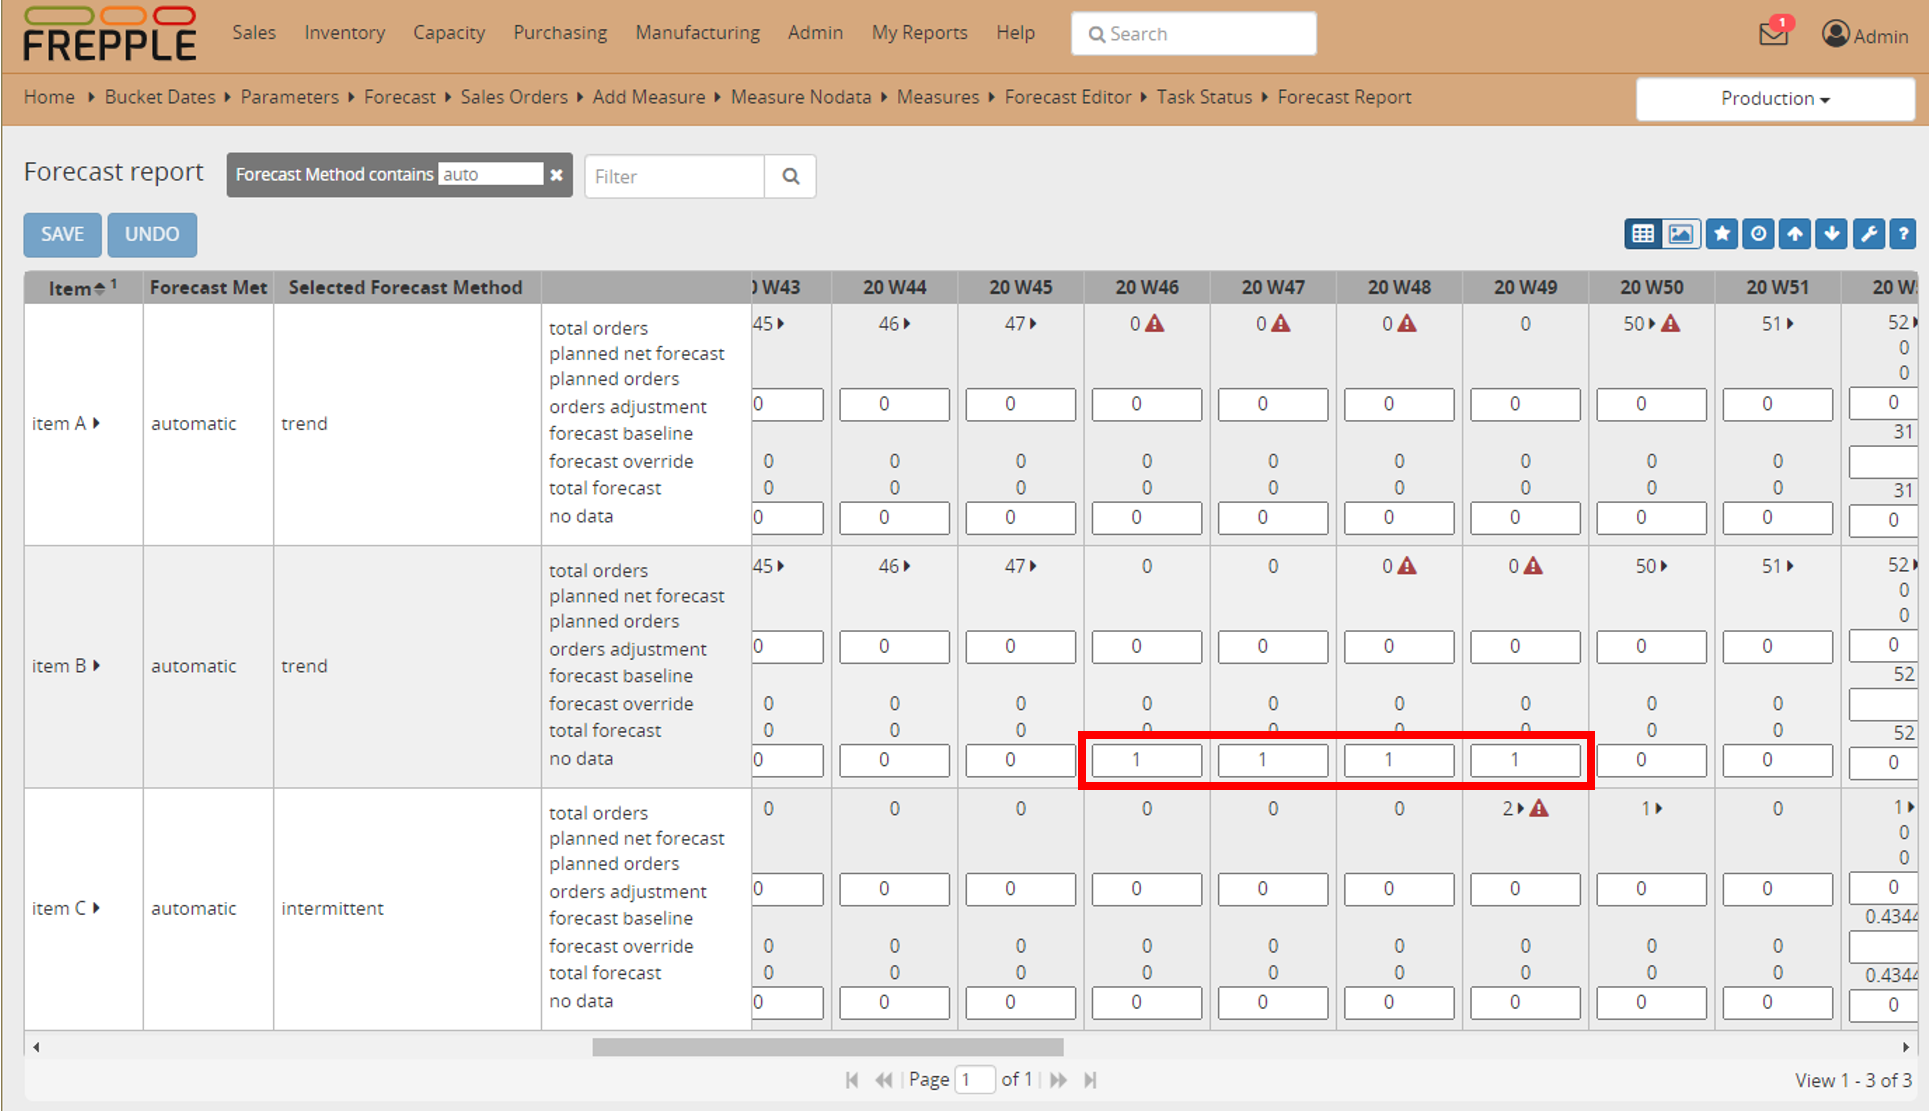 FREPPLE Sales Inventory Capacity Purchasing Manufacturing Admin My Reports Help Search 1 Admin
Home Bucket Dates Parameters Forecast Sales Orders Add Measure Measure Nodata Measures Forecast Editor Task Status Forecast Report Production
Forecast report Forecast Method contains auto Filter
SAVE UNDO ?
Item 1 Forecast Met Selected Forecast Method W43 20 W44 20 W45 20 W46 20 W47 20 W48 20 W49 20 W50 20 W51 20 W
total orders 45 46 47 0 0 0 0 50 51 52
planned net forecast 0
planned orders 0
orders adjustment 0 0 0 0 0 0 0 0 0 0
item A automatic trend
forecast baseline 31
forecast override 0 0 0 0 0 0 0 0 0
total forecast 0 0 0 0 0 0 0 0 0 31
no data 0 0 0 0 0 0 0 0 0 0
total orders 45 46 47 0 0 0 0 50 51 52
planned net forecast 0
planned orders 0
orders adjustment 0 0 0 0 0 0 0 0 0 0
item B automatic trend
forecast baseline 52
forecast override 0 0 0 0 0 0 0 0 0
total forecast 0 0 0 0 0 0 0 0 0 52
no data 0 0 0 1 1 1 1 0 0 0
total orders 0 0 0 0 0 0 2 1 0 1
planned net forecast 0
planned orders 0
orders adjustment 0 0 0 0 0 0 0 0 0 0
item C automatic intermittent
forecast baseline 0.4344
forecast override 0 0 0 0 0 0 0 0 0
total forecast 0 0 0 0 0 0 0 0 0 0.4344
no data 0 0 0 0 0 0 0 0 0 0
Page 1 of 1 View 1 - 3 of 3